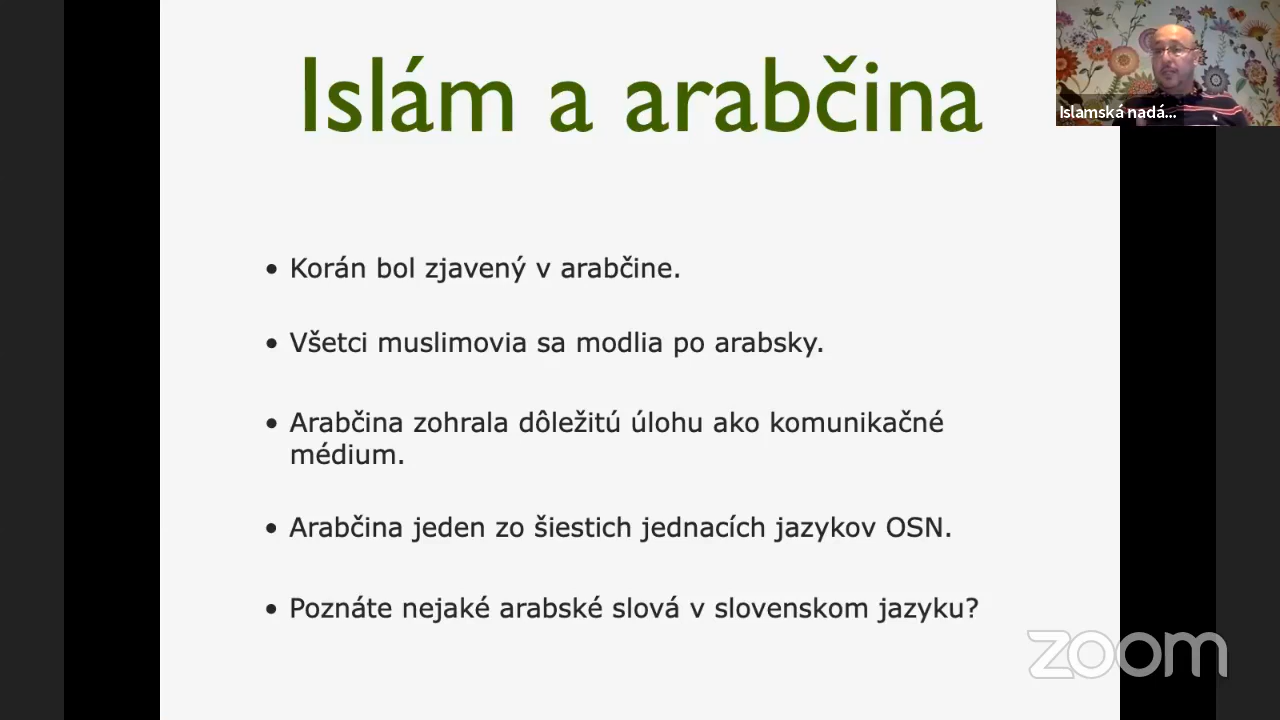 Islám a arabčina
Islamská nadá...
• Korán bol zjavený v arabčine.
• Všetci muslimovia sa modlia po arabsky.
• Arabčina zohrala dôležitú úlohu ako komunikačné
médium.
• Arabčina jeden zo šiestich jednacích jazykov OSN.
• Poznáte nejaké arabské slová v slovenskom jazyku?
zoom